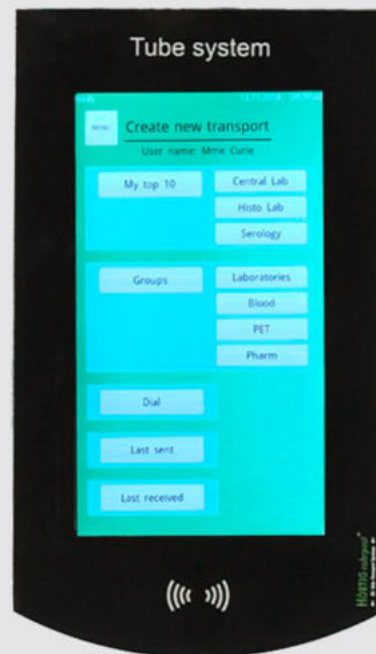 Tube system
Menu
Create new transport
User name: Mme Curie
My top 10
Central Lab
Histo Lab
Serology
Groups
Laboratories
Blood
PET
Pharm
Dial
Last sent
Last received